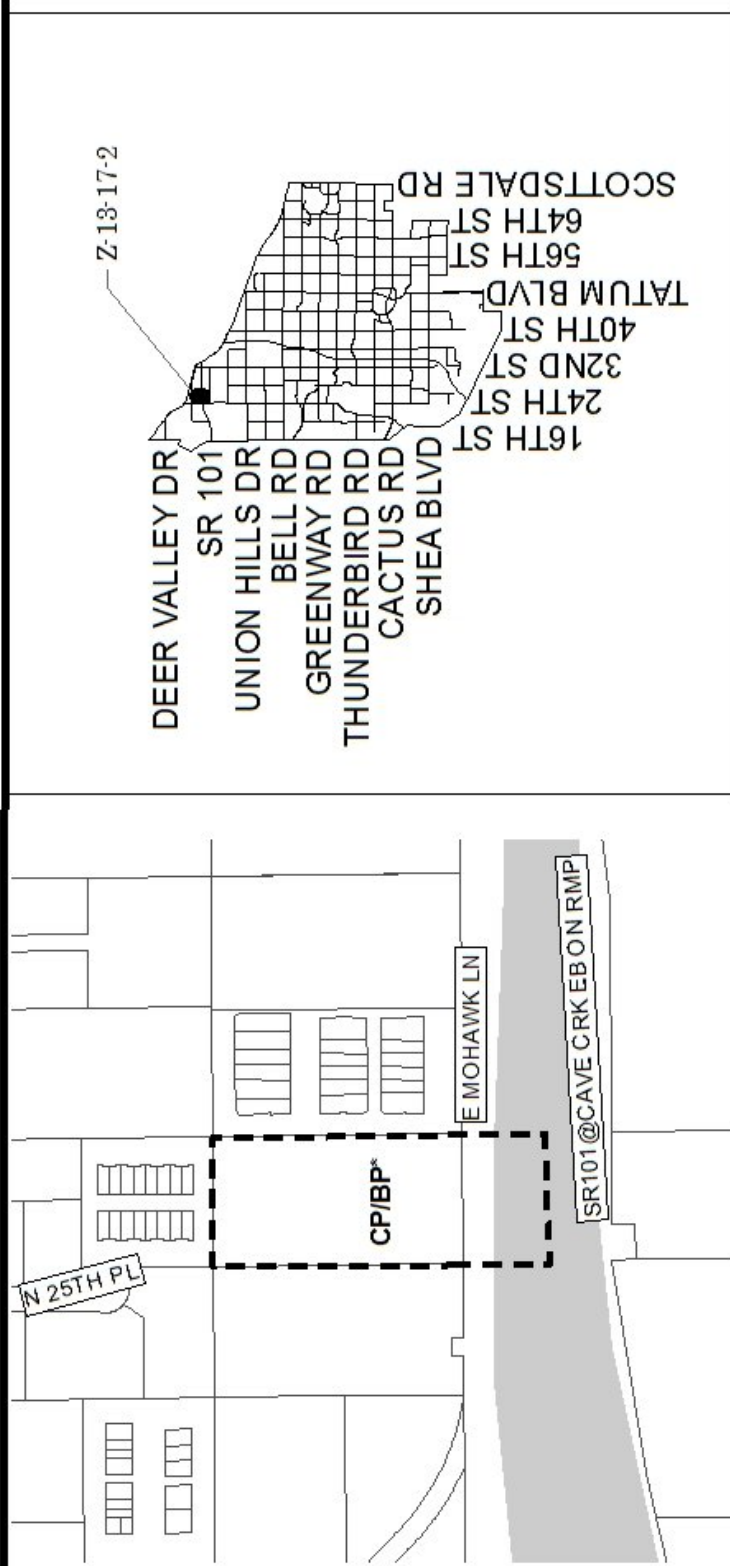 N 25TH PL
CP/BP*
E MOHAWK LN
SR101@CAVE CRK EB ON RMP
Z-13-17-2
DEER VALLEY DR
SR 101
UNION HILLS DR
BELL RD
GREENWAY RD
THUNDERBIRD RD
CACTUS RD
SHEA BLVD
16TH ST
24TH ST
32ND ST
40TH ST
TATUM BLVD
56TH ST
64TH ST
SCOTTSDALE RD